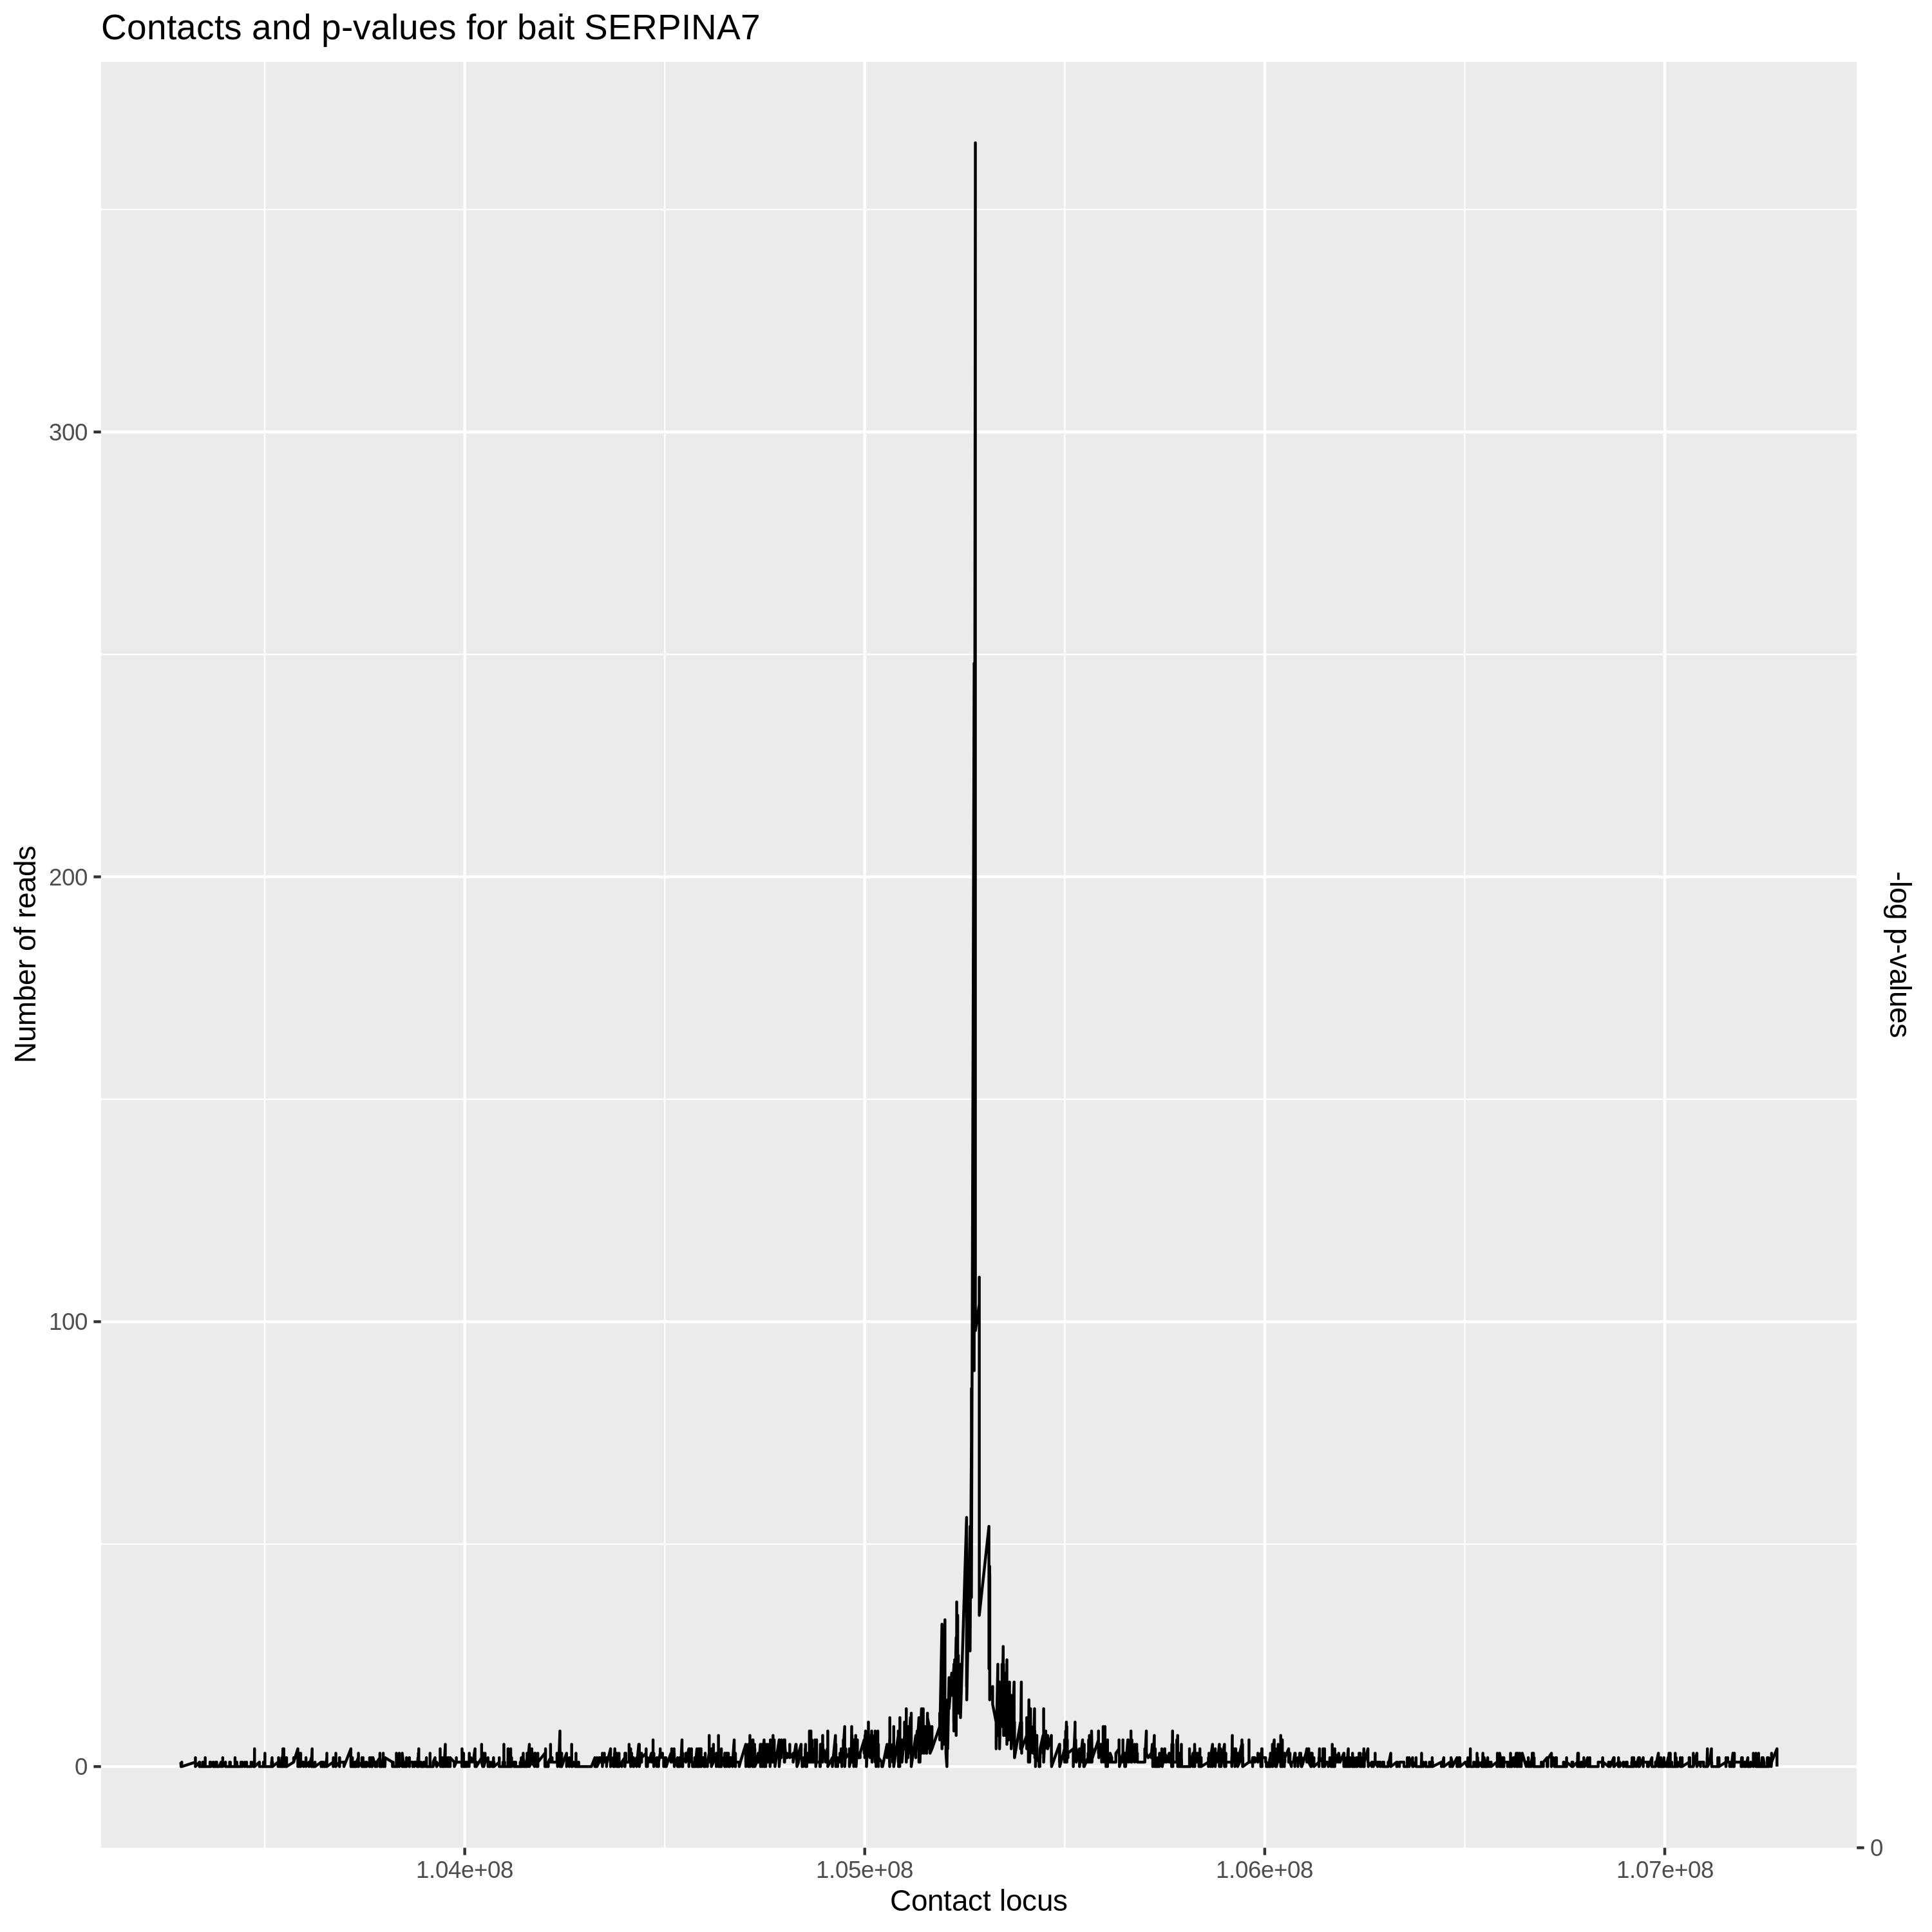 Contacts and p-values for bait SERPINA7
300
200
100
0
Number of reads
-log p-values
0
1.04e+08
1.05e+08
1.06e+08
1.07e+08
Contact locus